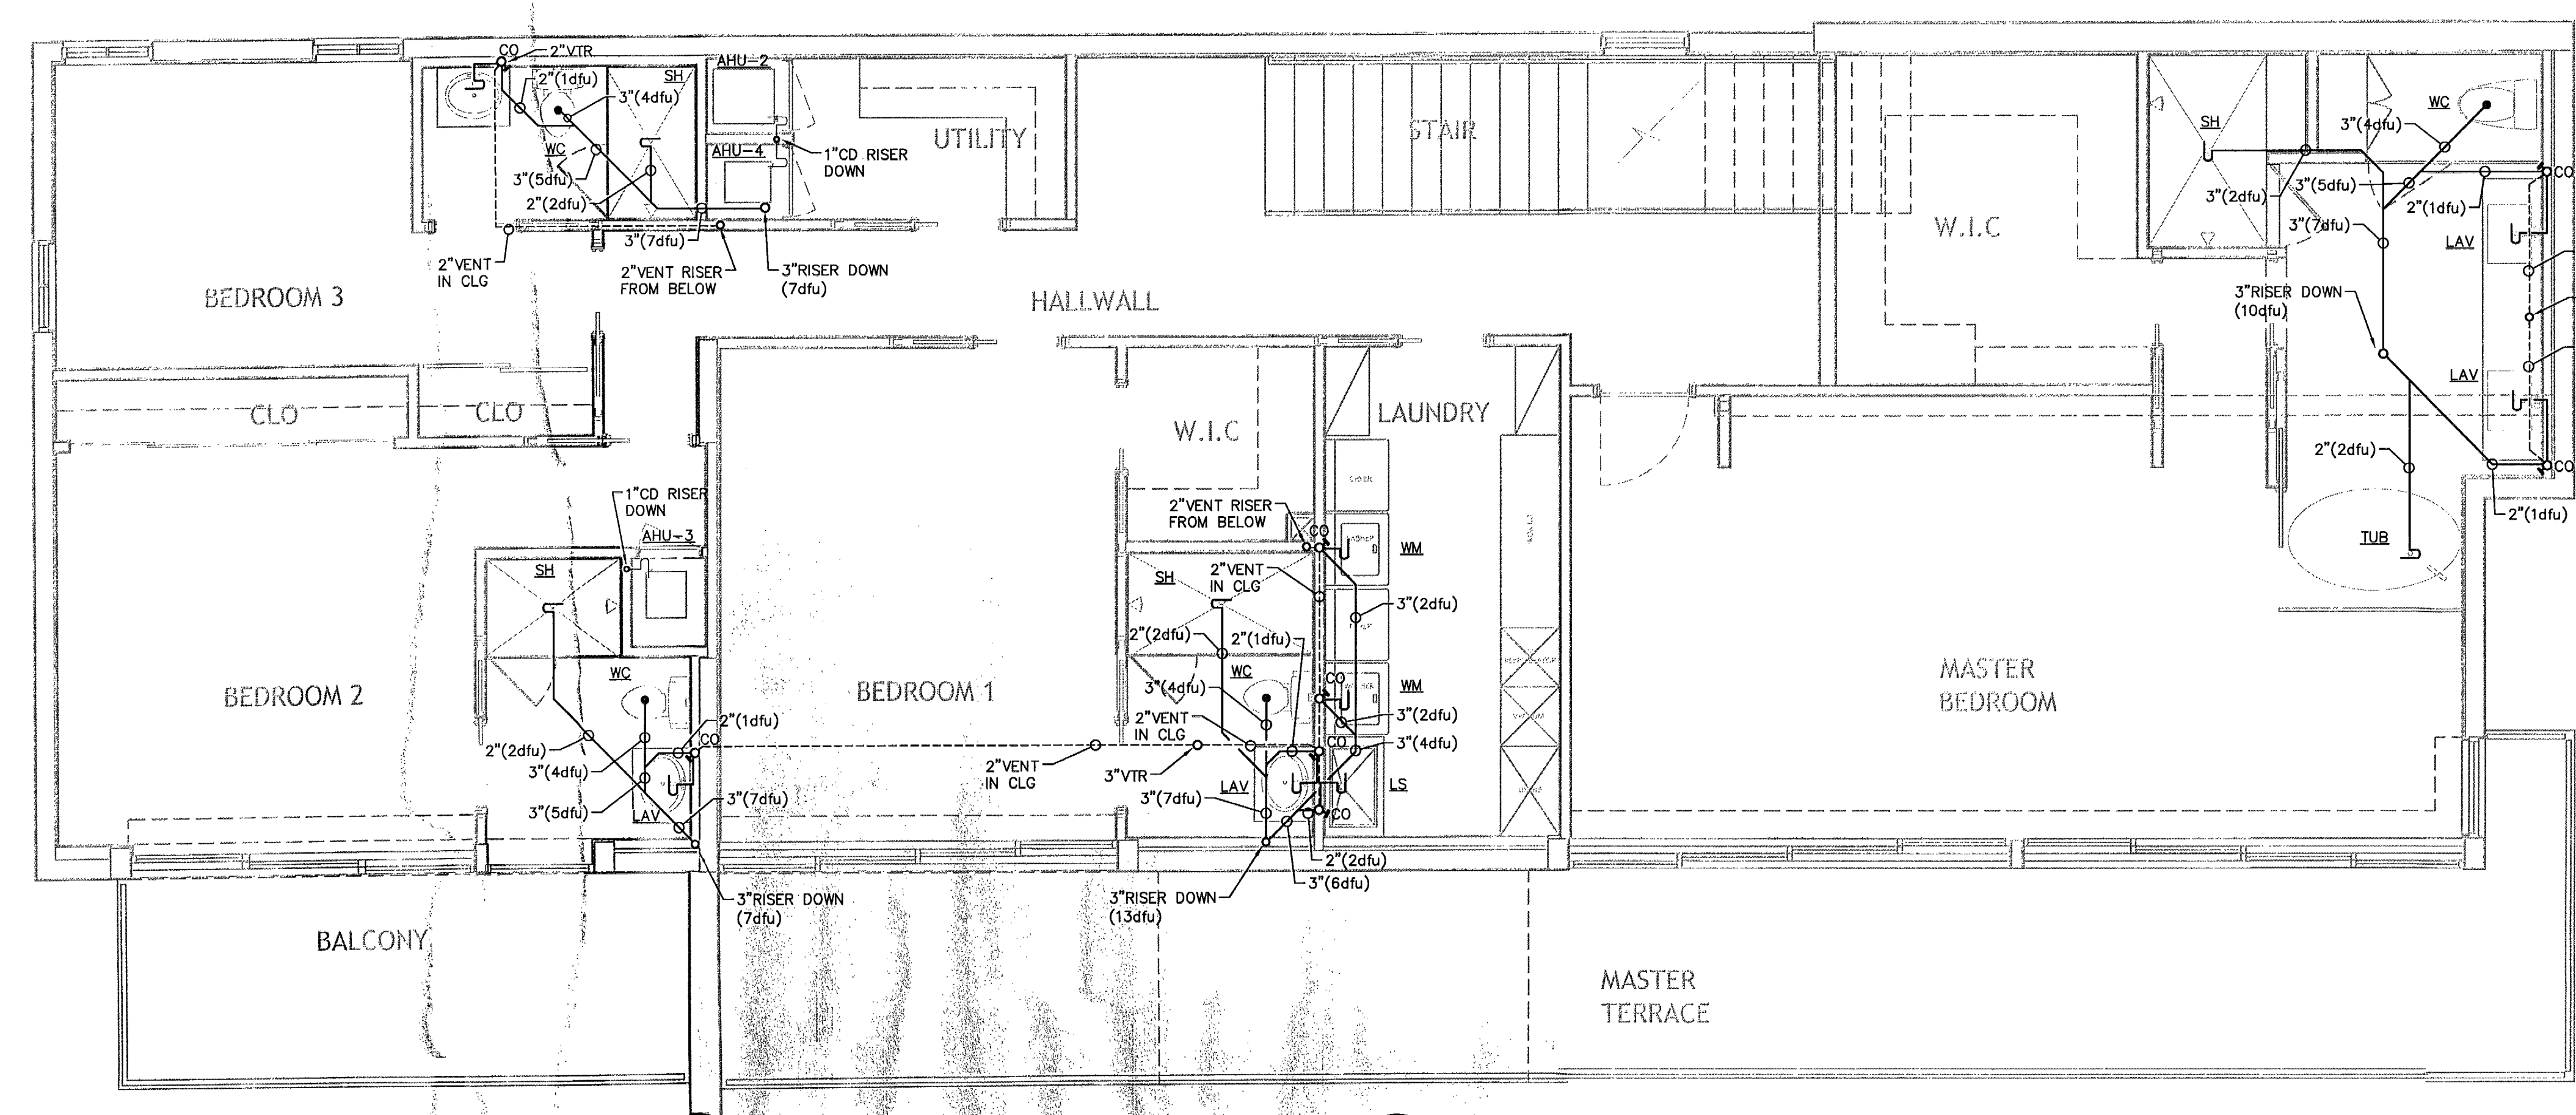 CO
2"VTR
2"(1dfu)
SH
3"(4dfu)
WC
3"(5dfu)
2"(2dfu)
3"(7dfu)
2"VENT
IN CLG
2"VENT RISER
FROM BELOW
3"RISER DOWN
(7dfu)
AHU-2
AHU-4
1"CD RISER
DOWN
UTILITY
STAIR
HALLWALL
BEDROOM 3
CLO
CLO
W.I.C
SH
WC
3"(4dfu)
3"(2dfu)
3"(5dfu)
2"(1dfu)
3"(7dfu)
CO
LAV
3"RISER DOWN
(10dfu)
LAV
2"(2dfu)
CO
2"(1dfu)
TUB
W.I.C
LAUNDRY
DRYER
2"VENT RISER
FROM BELOW
CO
WM
2"VENT
IN CLG
SH
3"(2dfu)
2"(2dfu)
2"(1dfu)
WC
3"(4dfu)
CO
WM
3"(2dfu)
2"VENT
IN CLG
CO
3"(4dfu)
2"VENT
IN CLG
3"VTR
LAV
LS
3"(7dfu)
CO
2"(2dfu)
3"(6dfu)
3"RISER DOWN
(13dfu)
1"CD RISER
DOWN
AHU-3
SH
WC
2"(1dfu)
CO
2"(2dfu)
3"(4dfu)
3"(5dfu)
LAV
3"(7dfu)
3"RISER DOWN
(7dfu)
BEDROOM 2
BEDROOM 1
MASTER
BEDROOM
BALCONY
MASTER
TERRACE